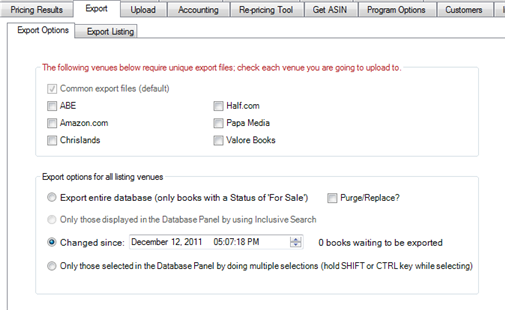 Pricing Results Export Upload Accounting Re-pricing Tool Get ASIN Program Options Customers
Export Options Export Listing
The following venues below require unique export files; check each venue you are going to upload to.
Common export files (default)
ABE Half.com
Amazon.com Papa Media
Chrislands Valore Books
Export options for all listing venues
Export entire database (only books with a Status of 'For Sale') Purge/Replace?
Only those displayed in the Database Panel by using Inclusive Search
Changed since: December 12, 2011 05:07:18 PM 0 books waiting to be exported
Only those selected in the Database Panel by doing multiple selections (hold SHIFT or CTRL key while selecting)